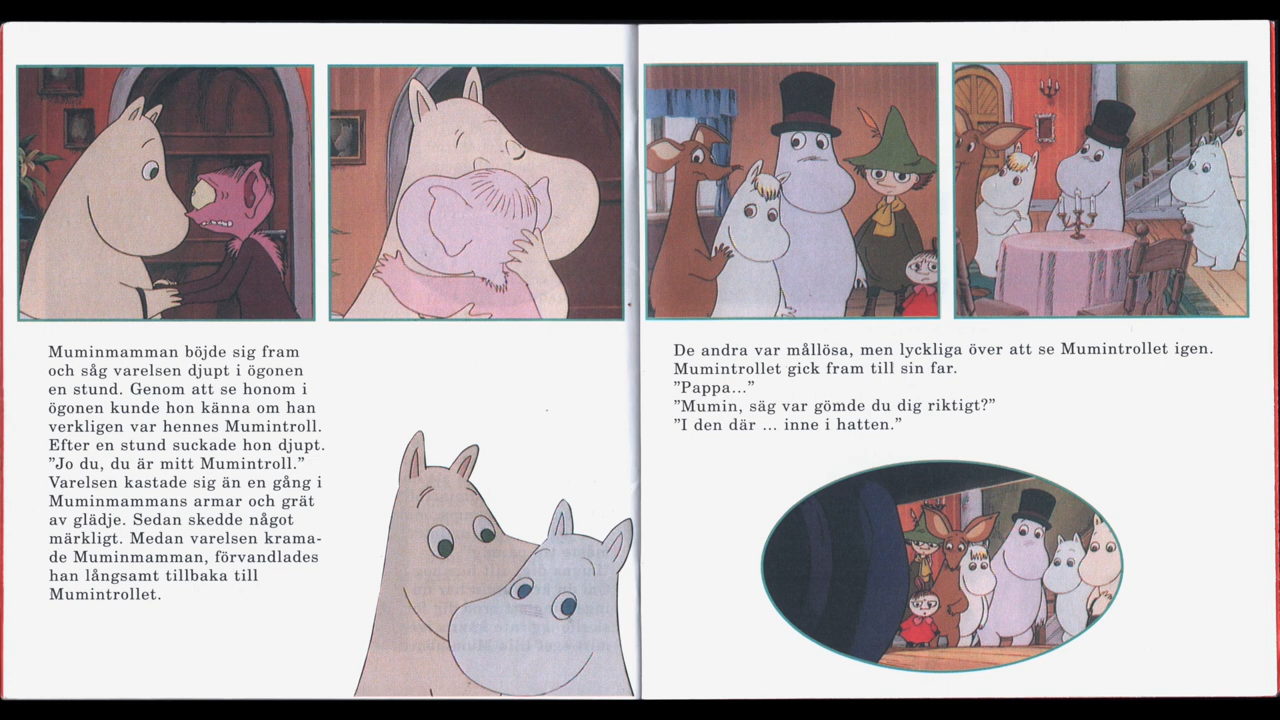 Muminmamman böjde sig fram
och såg varelsen djupt i ögonen
en stund. Genom att se honom i
ögonen kunde hon känna om han
verkligen var hennes Mumintroll.
Efter en stund suckade hon djupt.
”Jo du, du är mitt Mumintroll.”
Varelsen kastade sig än en gång i
Muminmammans armar och grät
av glädje. Sedan skedde något
märkligt. Medan varelsen krama-
de Muminmamman, förvandlades
han långsamt tillbaka till
Mumintrollet.
De andra var mållösa, men lyckliga över att se Mumintrollet igen.
Mumintrollet gick fram till sin far.
”Pappa...”
”Mumin, säg var gömde du dig riktigt?”
”I den där ... inne i hatten.”